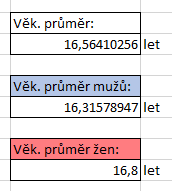 Věk. průměr:
16,56410256 let
Věk. průměr mužů:
16,31578947 let
Věk. průměr žen:
16,8 let